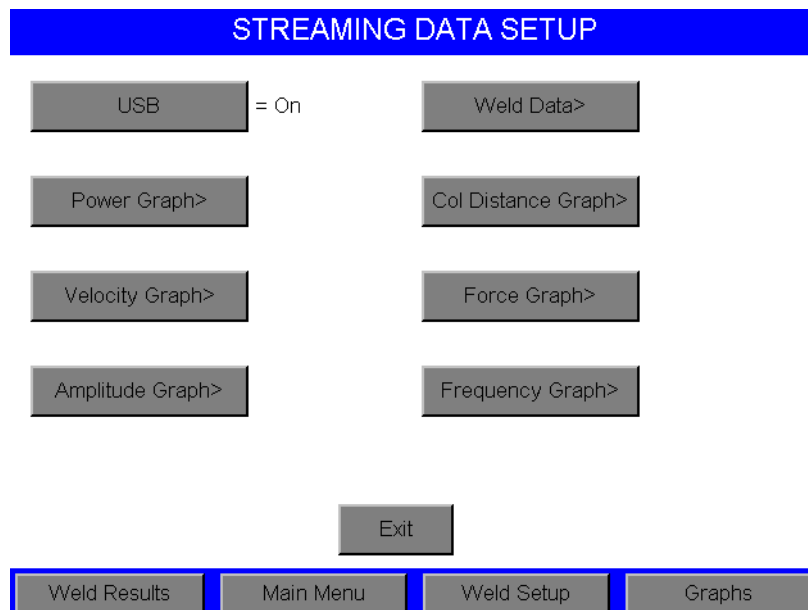 STREAMING DATA SETUP
USB = On Weld Data>
Power Graph> Col Distance Graph>
Velocity Graph> Force Graph>
Amplitude Graph> Frequency Graph>
Exit
Weld Results Main Menu Weld Setup Graphs